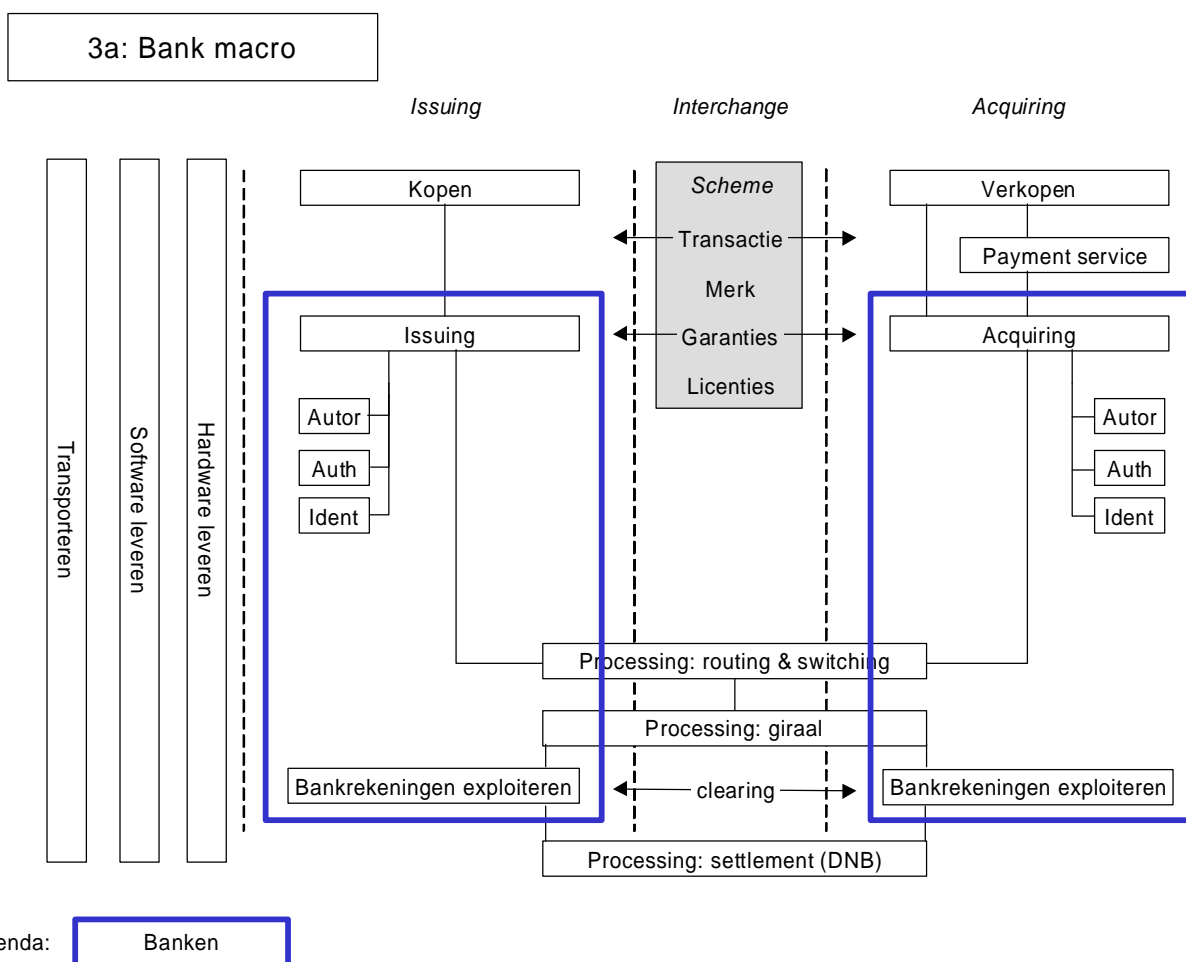 3a: Bank macro
Issuing
Interchange
Acquiring
Kopen
Scheme
Verkopen
Transactie
Payment service
Merk
Issuing
Garanties
Acquiring
Licenties
Autor
Autor
Auth
Auth
Ident
Ident
Transporteren
Software leveren
Hardware leveren
Processing: routing & switching
Processing: giraal
Bankrekeningen exploiteren
clearing
Bankrekeningen exploiteren
Processing: settlement (DNB)
enda:
Banken